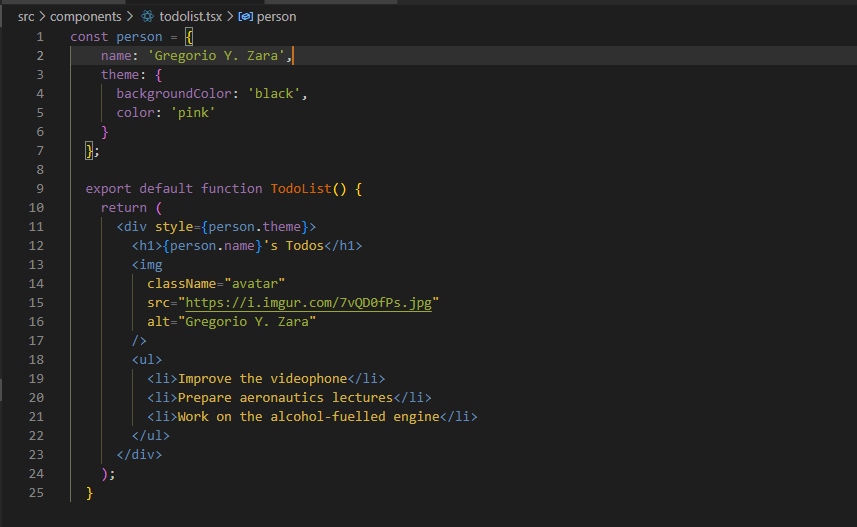 src > components > todolist.tsx > person
1 const person = {
2     name: 'Gregorio Y. Zara',
3     theme: {
4       backgroundColor: 'black',
5       color: 'pink'
6     }
7   };
8
9   export default function TodoList() {
10     return (
11       <div style={person.theme}>
12         <h1>{person.name}'s Todos</h1>
13         <img
14           className="avatar"
15           src="https://i.imgur.com/7vQD0fPs.jpg"
16           alt="Gregorio Y. Zara"
17         />
18         <ul>
19           <li>Improve the videophone</li>
20           <li>Prepare aeronautics lectures</li>
21           <li>Work on the alcohol-fuelled engine</li>
22         </ul>
23       </div>
24     );
25   }